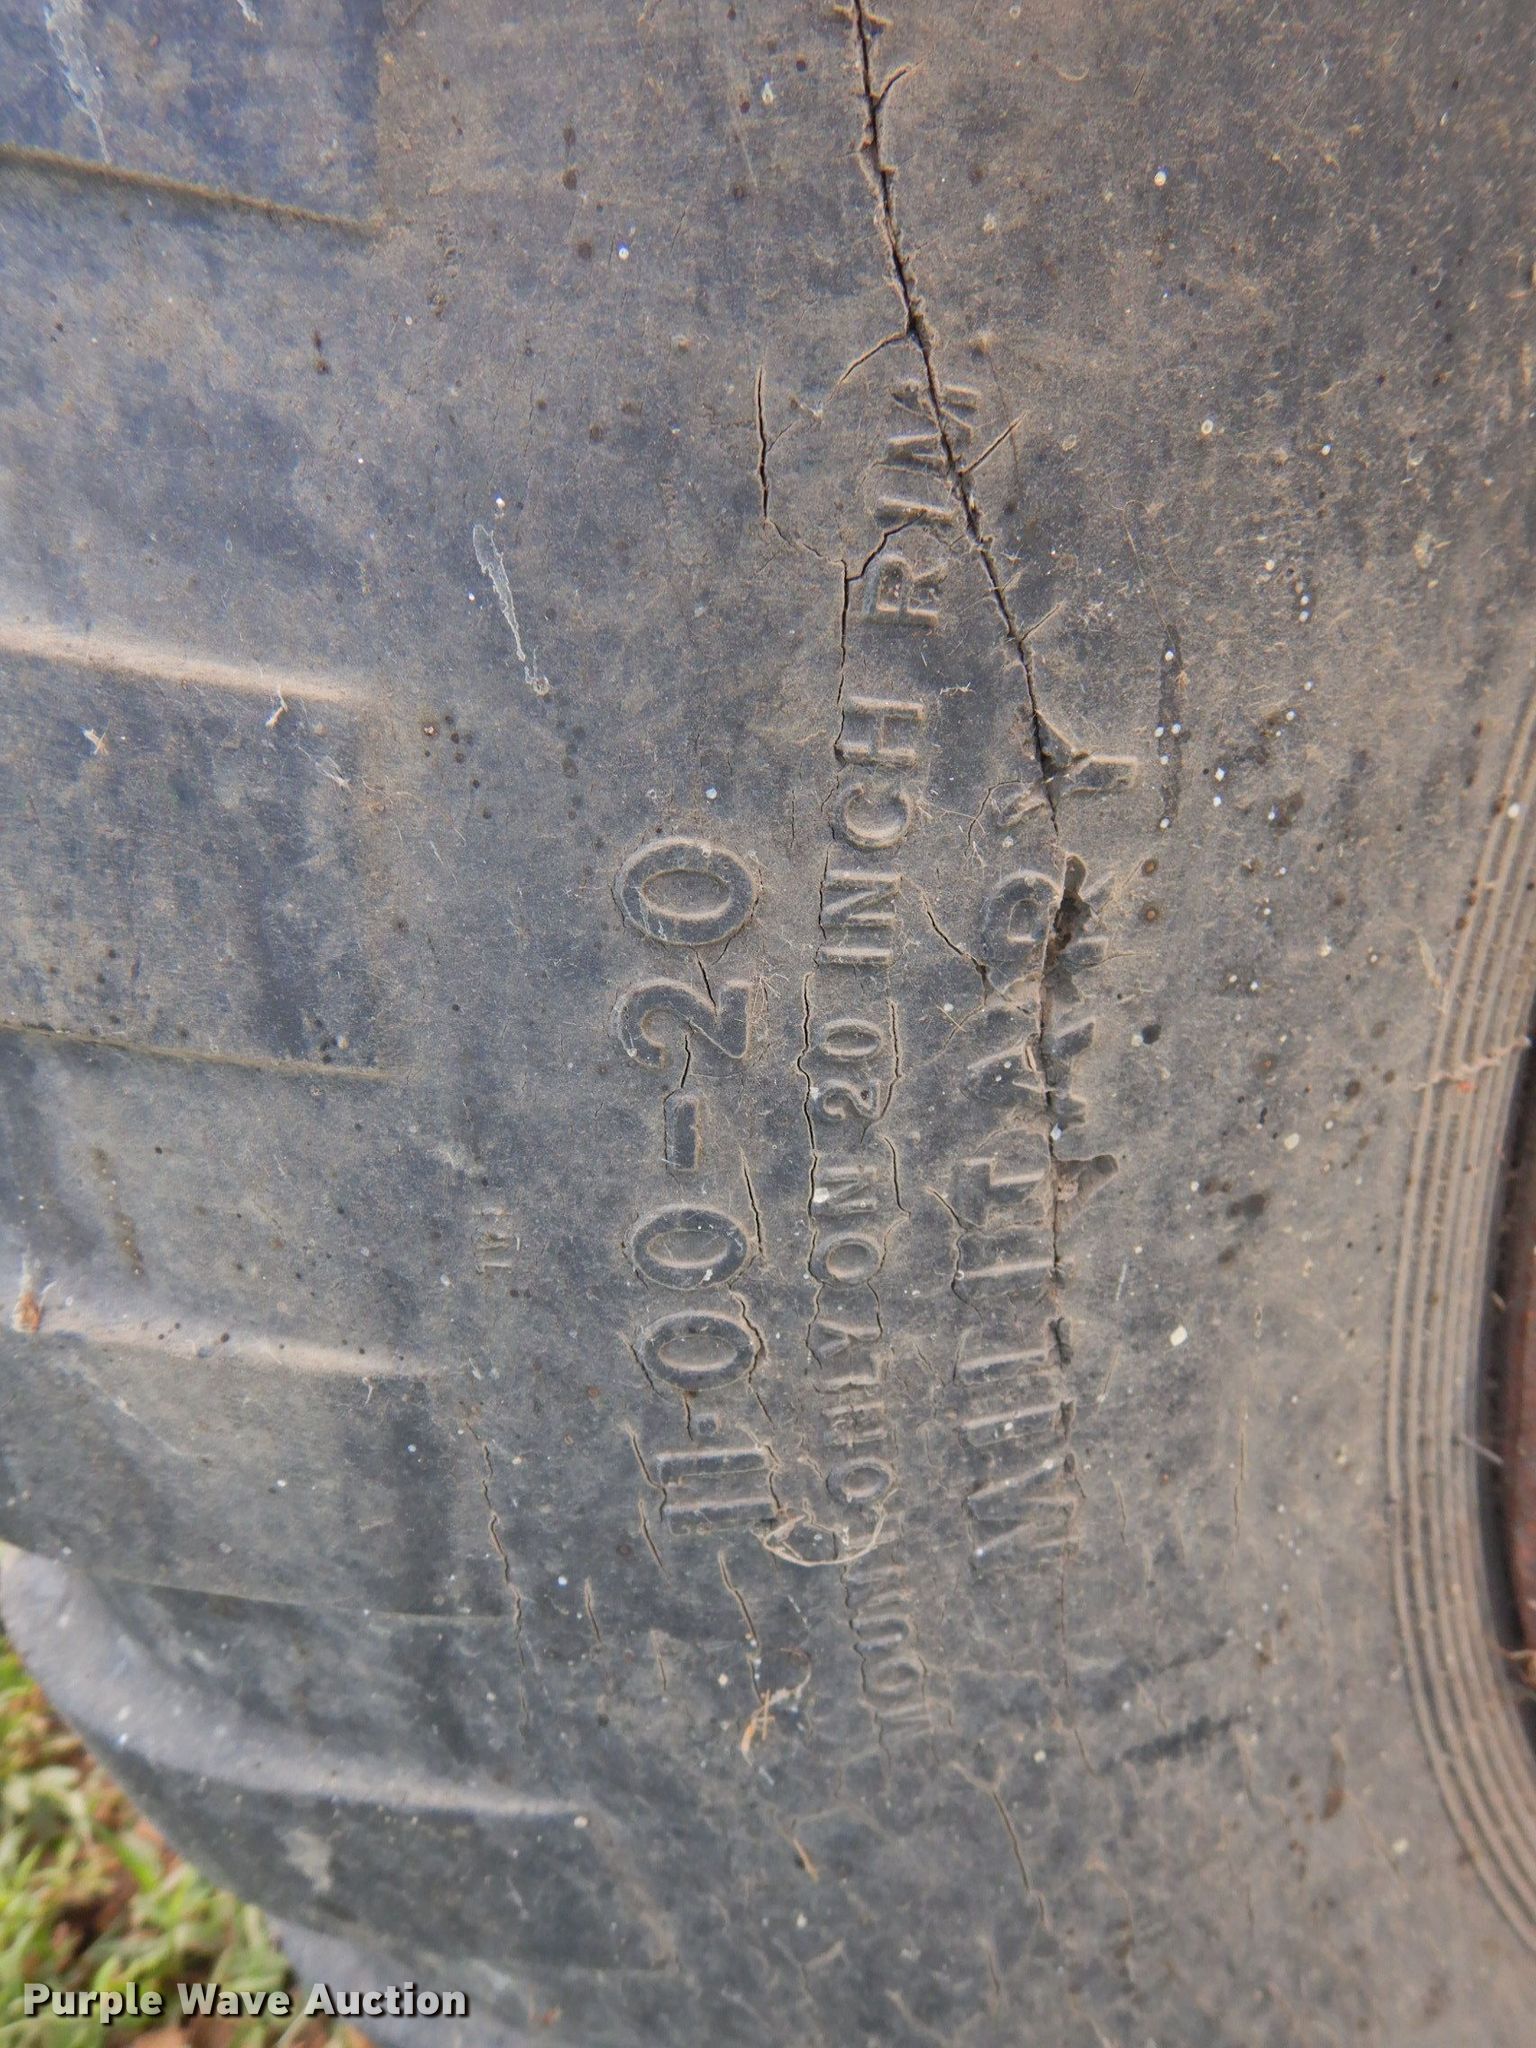 11.00-20
MOUNT ONLY ON 20 INCH RIM
MILITARY
Purple Wave Auction